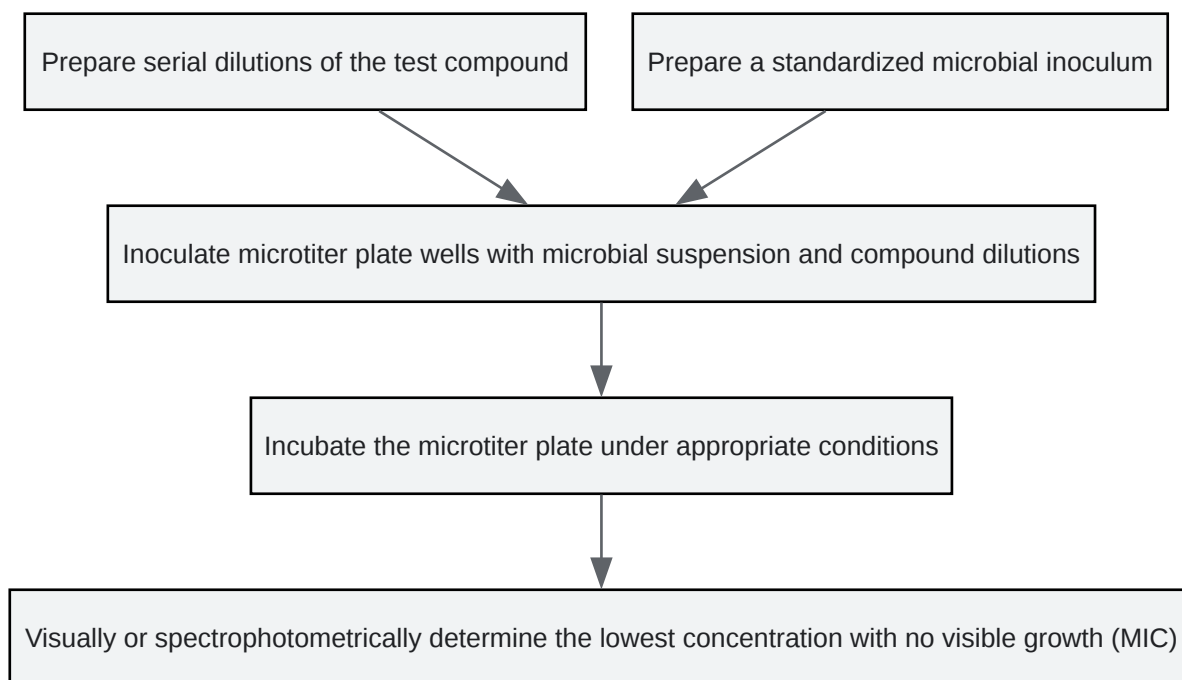 Prepare serial dilutions of the test compound
Prepare a standardized microbial inoculum
Inoculate microtiter plate wells with microbial suspension and compound dilutions
Incubate the microtiter plate under appropriate conditions
Visually or spectrophotometrically determine the lowest concentration with no visible growth (MIC)